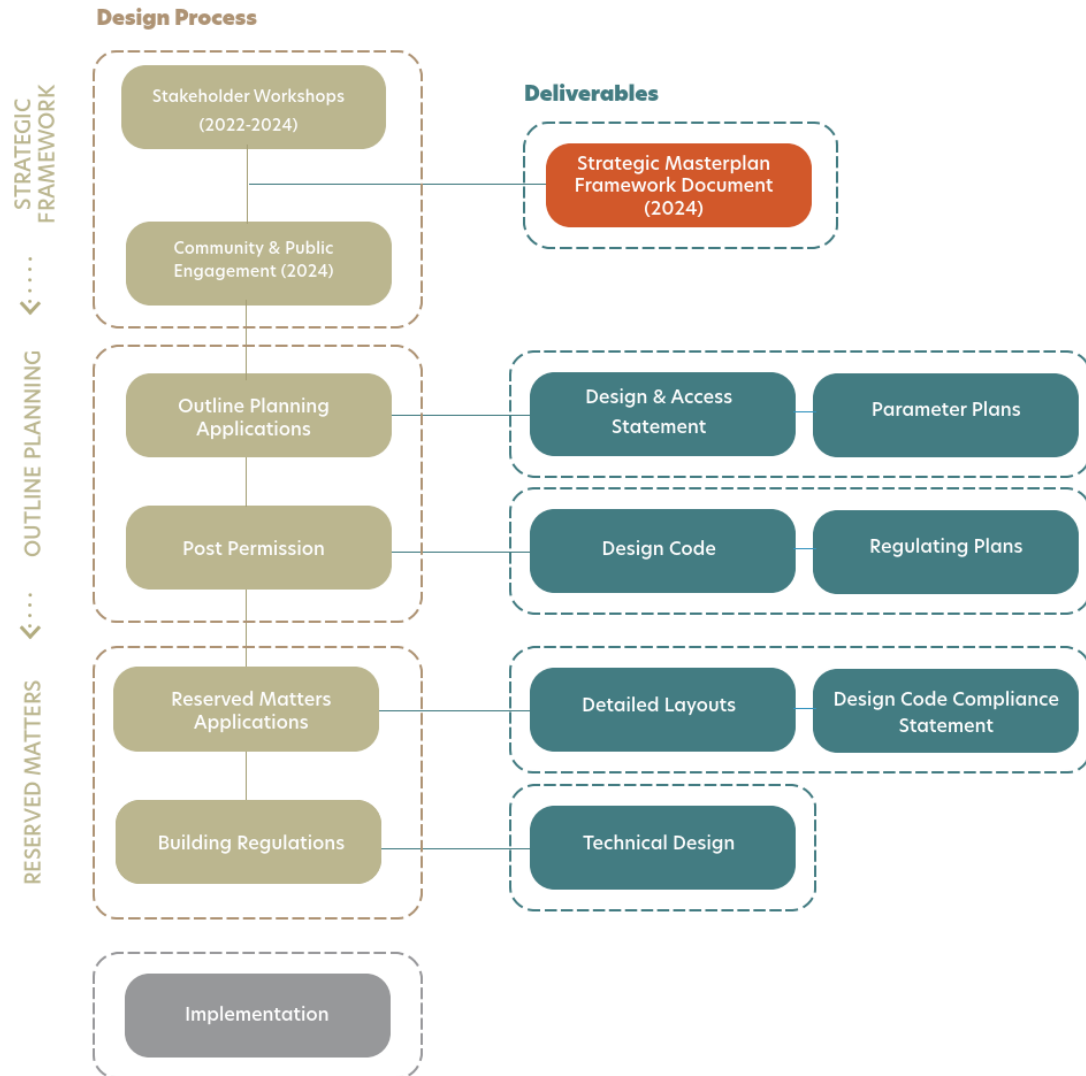 Design Process
STRATEGIC
FRAMEWORK
Stakeholder Workshops
(2022-2024)
Deliverables
Strategic Masterplan
Framework Document
(2024)
Community & Public
Engagement (2024)
OUTLINE PLANNING
Outline Planning
Applications
Design & Access
Statement
Parameter Plans
Post Permission
Design Code
Regulating Plans
RESERVED MATTERS
Reserved Matters
Applications
Detailed Layouts
Design Code Compliance
Statement
Building Regulations
Technical Design
Implementation